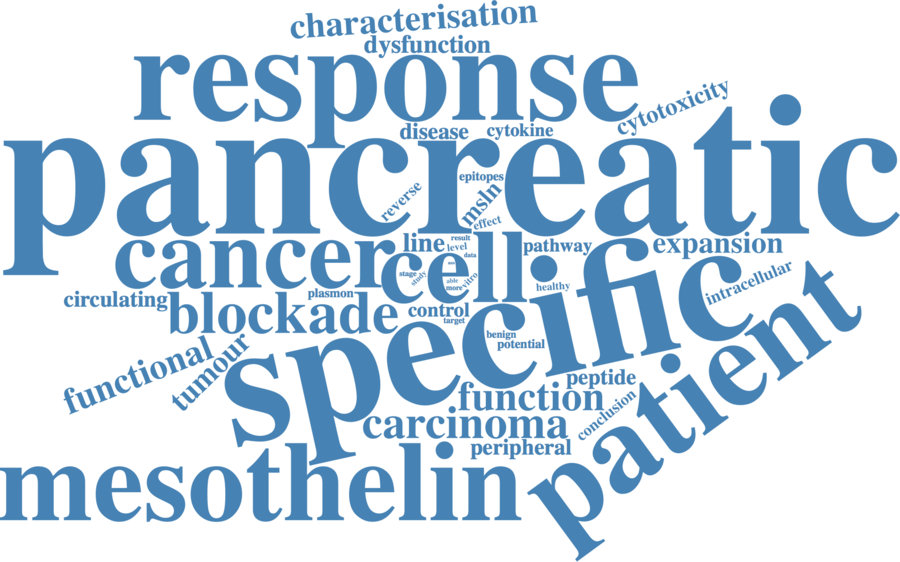 characterisation
dysfunction
response
cytotoxicity
disease
cytokine
pancreatic
epitopes
reverse
msln
effect
cancer
line
result
level
data
cell
pathway
expansion
stage
study
able
more
vitro
healthy
intracellular
circulating
plasmon
blockade
control
target
specific
benign
potential
functional
tumour
patient
peptide
function
conclusion
carcinoma
peripheral
mesothelin